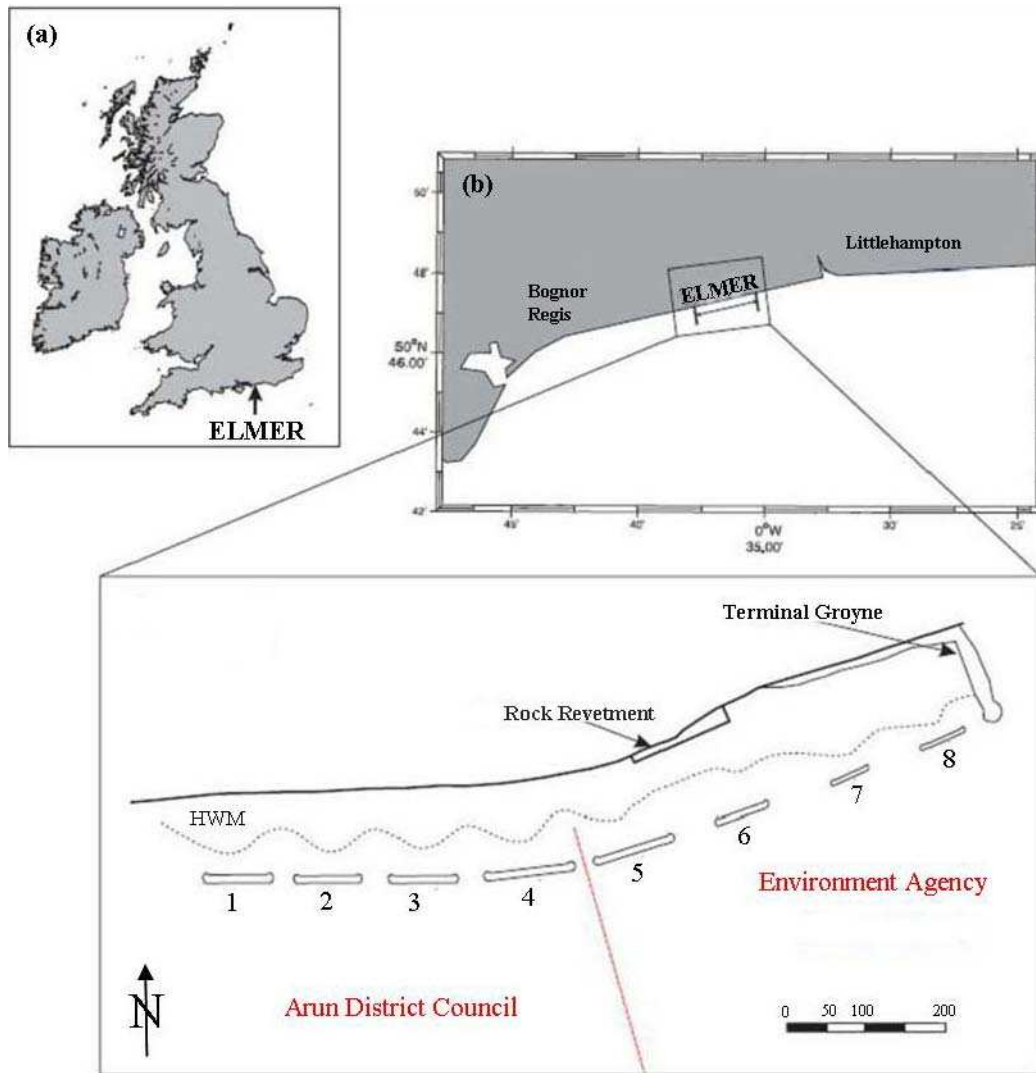 (a)
ELMER
(b)
50'
48'
50°N
46.00'
44'
42'
45'
40'
0°W
35.00'
30'
25'
Littlehampton
Bognor
Regis
ELMER
Terminal Groyne
Rock Revetment
HWM
1
2
3
4
5
6
7
8
Environment Agency
Arun District Council
N
0 50 100 200